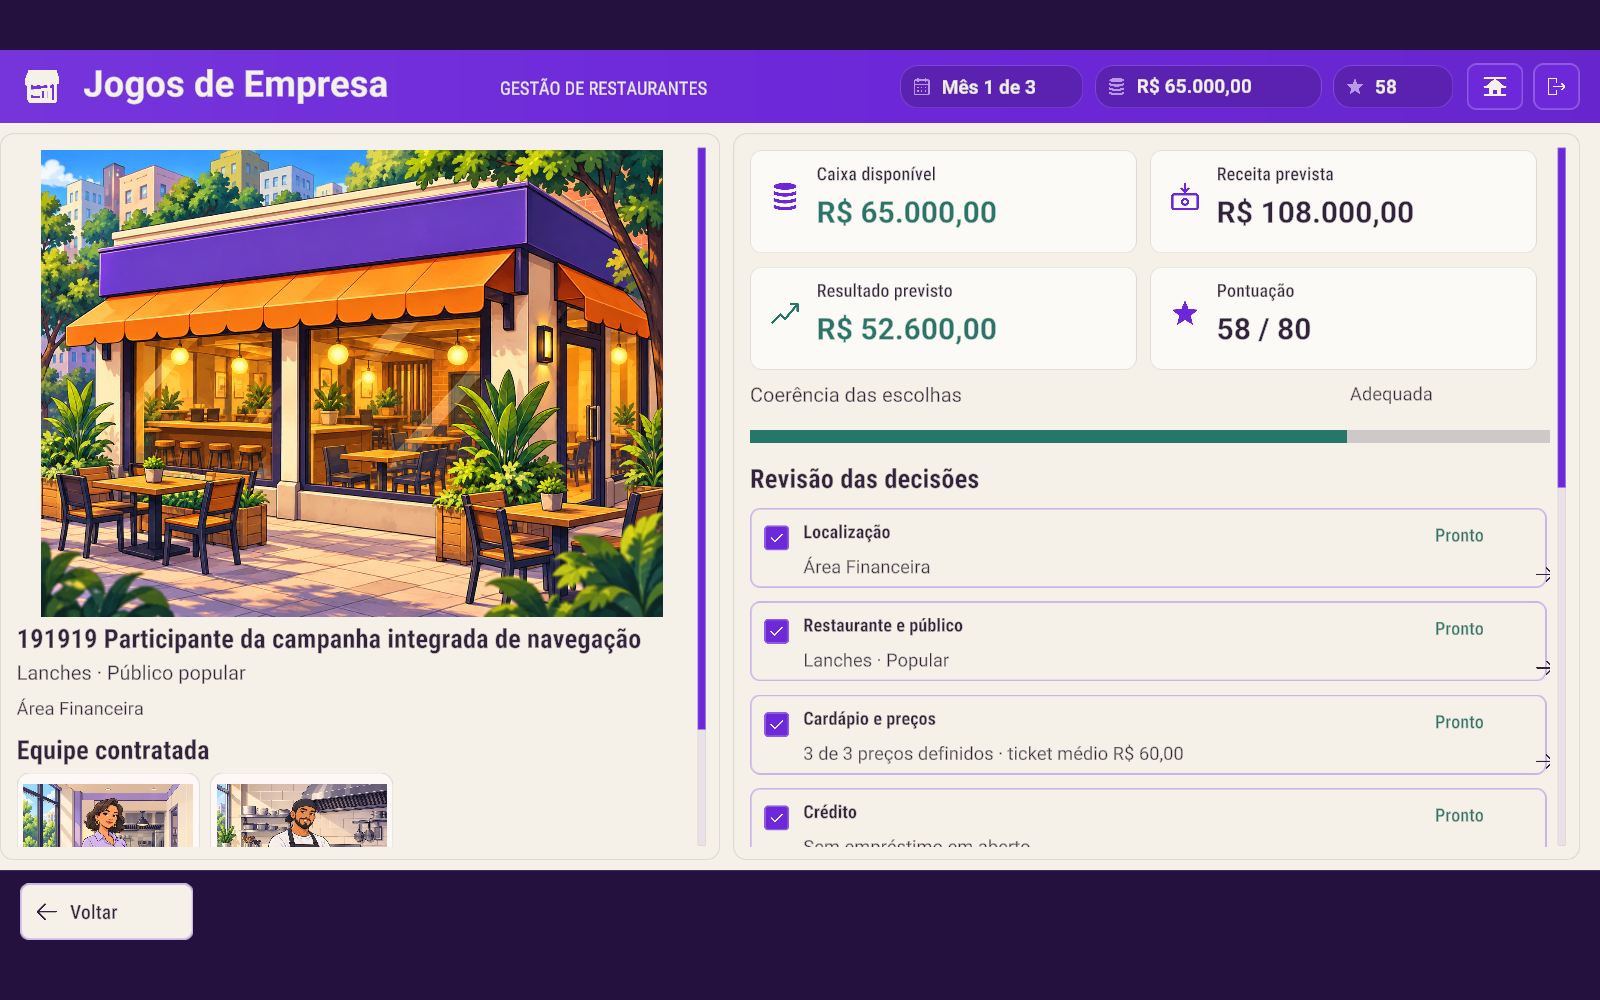 Jogos de Empresa
GESTÃO DE RESTAURANTES
Mês 1 de 3
R$ 65.000,00
58
191919 Participante da campanha integrada de navegação
Lanches · Público popular
Área Financeira
Equipe contratada
Caixa disponível
R$ 65.000,00
Receita prevista
R$ 108.000,00
Resultado previsto
R$ 52.600,00
Pontuação
58 / 80
Coerência das escolhas
Adequada
Revisão das decisões
Localização
Pronto
Área Financeira
Restaurante e público
Pronto
Lanches · Popular
Cardápio e preços
Pronto
3 de 3 preços definidos · ticket médio R$ 60,00
Crédito
Pronto
Sem empréstimo em aberto
Voltar